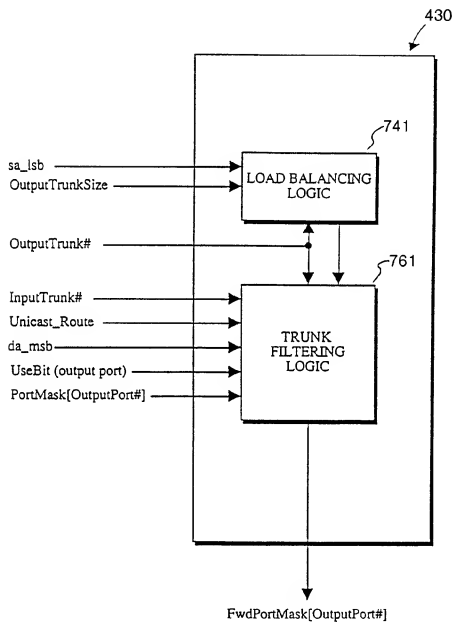 430
741
sa_lsb
OutputTrunkSize
LOAD BALANCING
LOGIC
OutputTrunk#
761
InputTrunk#
Unicast_Route
da_msb
UseBit (output port)
PortMask[OutputPort#]
TRUNK
FILTERING
LOGIC
FwdPortMask[OutputPort#]